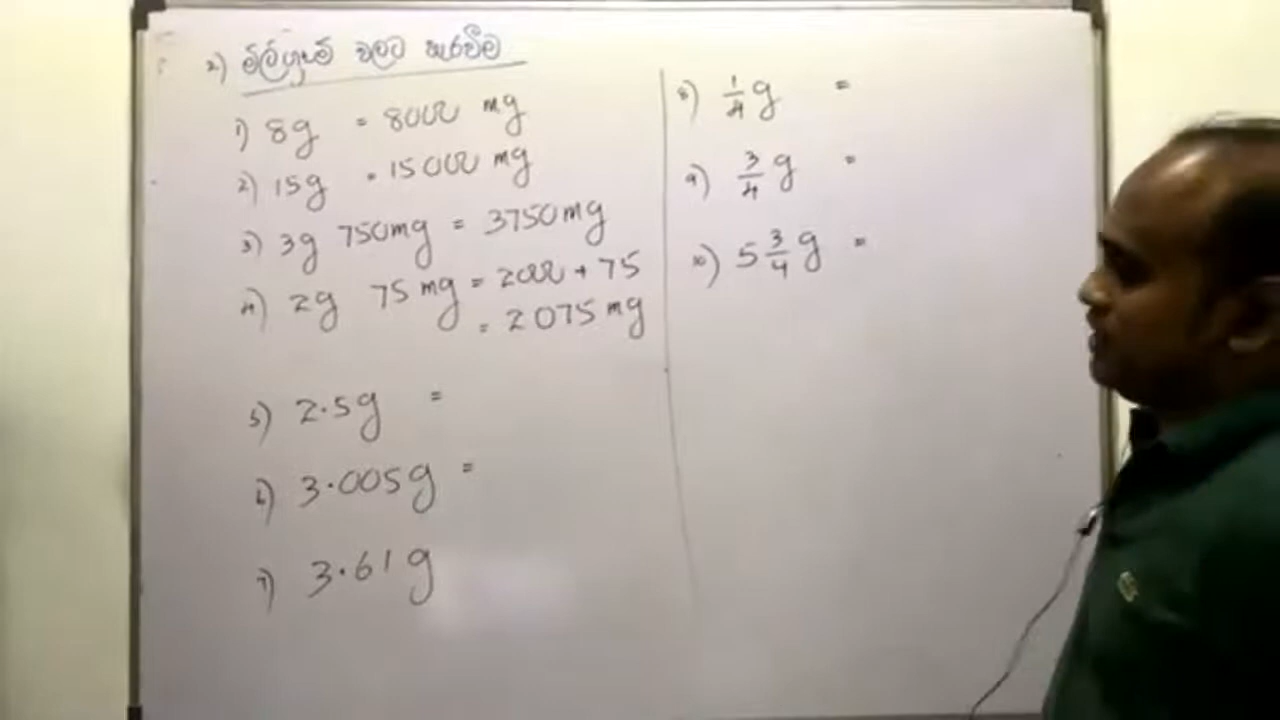 2) මිලිග්‍රෑම් වලට හැරවීම
1) 8g = 8000 mg
2) 15g = 15000 mg
3) 3g 750mg = 3750mg
4) 2g 75 mg = 2000 + 75
= 2075 mg
5) 2.5g =
6) 3.005g =
7) 3.61g
8) 1/4 g =
9) 3/4 g =
10) 5 3/4 g =